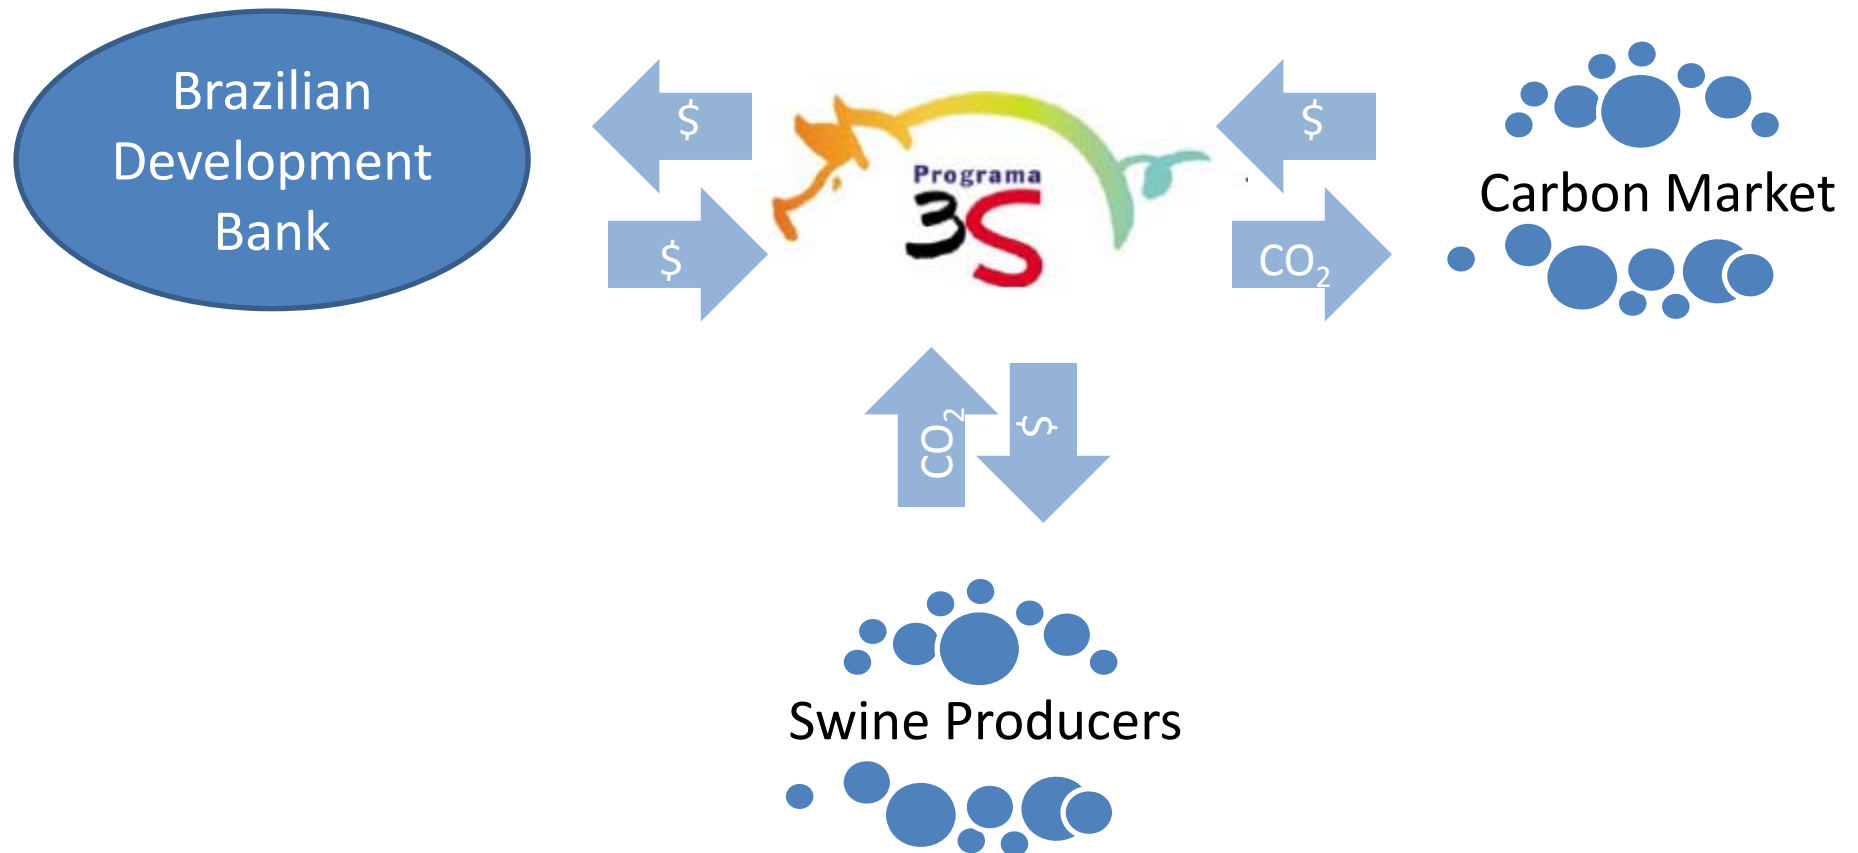 Brazilian
Development
Bank
$
$
Programa
3S
$
CO₂
Carbon Market
CO₂
$
Swine Producers